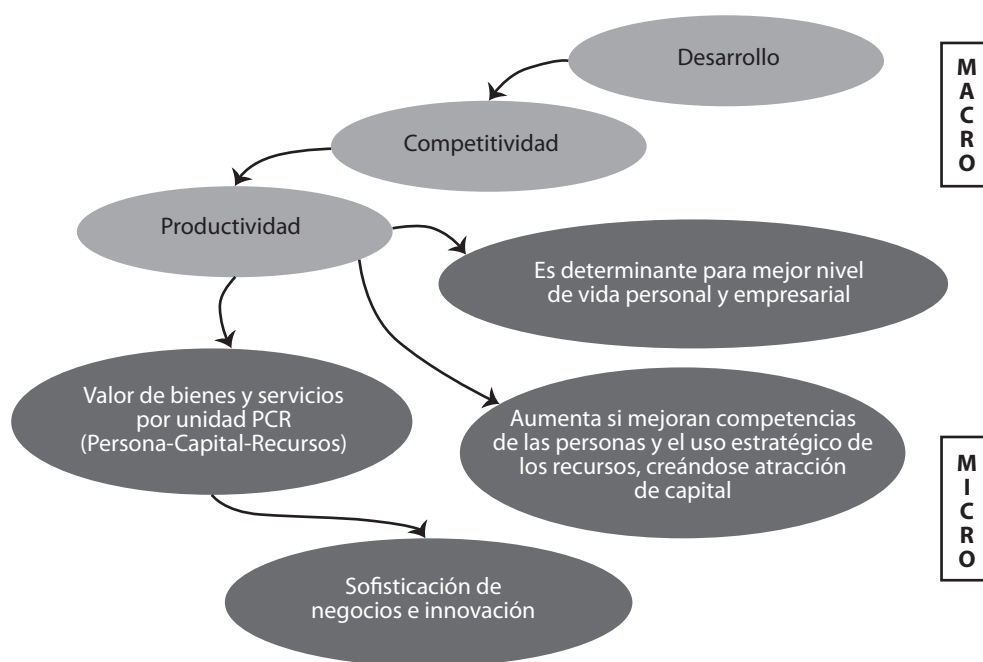 Desarrollo
MACRO
Competitividad
Productividad
Es determinante para mejor nivel
de vida personal y empresarial
Valor de bienes y servicios
por unidad PCR
(Persona-Capital-Recursos)
Aumenta si mejoran competencias
de las personas y el uso estratégico de
los recursos, creándose atracción
de capital
MICRO
Sofisticación de
negocios e innovación